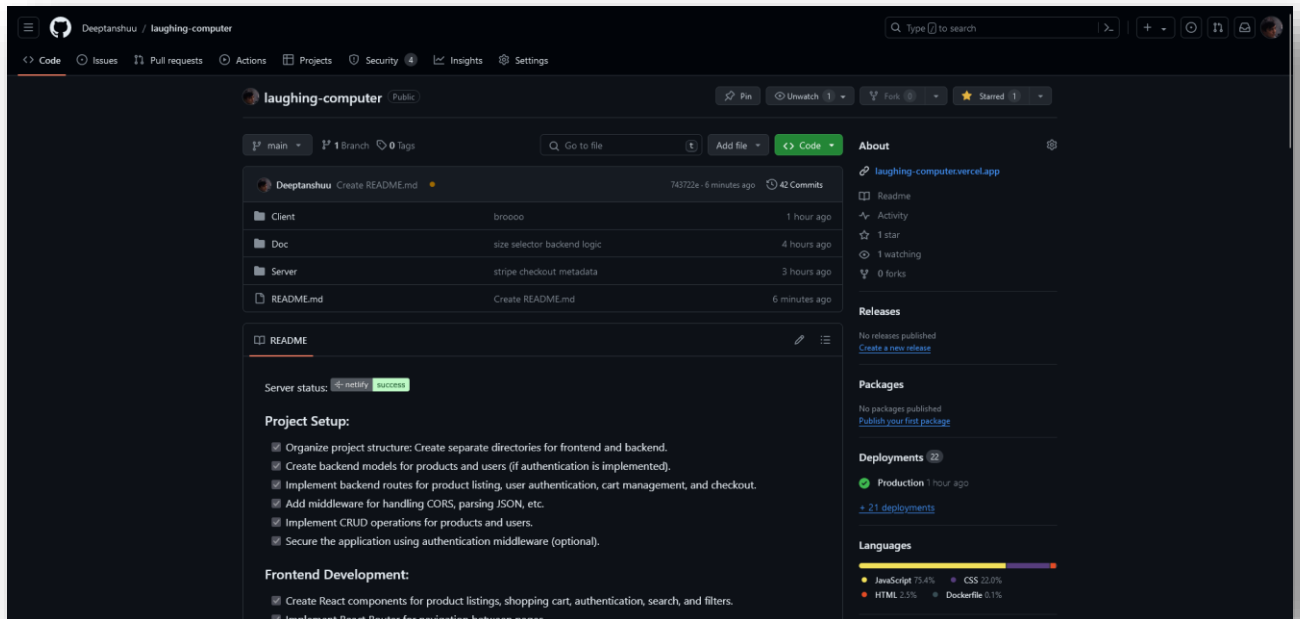 Deeptanshuu / laughing-computer
Type / to search
Code Issues Pull requests Actions Projects Security 4 Insights Settings
laughing-computer Public
Pin Unwatch 1 Fork 0 Starred 1
main 1 Branch 0 Tags Go to file t Add file Code
Deeptanshuu Create README.md 743722e · 6 minutes ago 42 Commits
Client broooo 1 hour ago
Doc size selector backend logic 4 hours ago
Server stripe checkout metadata 3 hours ago
README.md Create README.md 6 minutes ago
README
Server status: netlify success
Project Setup:
Organize project structure: Create separate directories for frontend and backend.
Create backend models for products and users (if authentication is implemented).
Implement backend routes for product listing, user authentication, cart management, and checkout.
Add middleware for handling CORS, parsing JSON, etc.
Implement CRUD operations for products and users.
Secure the application using authentication middleware (optional).
Frontend Development:
Create React components for product listings, shopping cart, authentication, search, and filters.
Implement React Router for navigation between pages.
About
laughing-computer.vercel.app
Readme
Activity
1 star
1 watching
0 forks
Releases
No releases published
Create a new release
Packages
No packages published
Publish your first package
Deployments 22
Production 1 hour ago
+ 21 deployments
Languages
JavaScript 75.4% CSS 22.0%
HTML 2.5% Dockerfile 0.1%